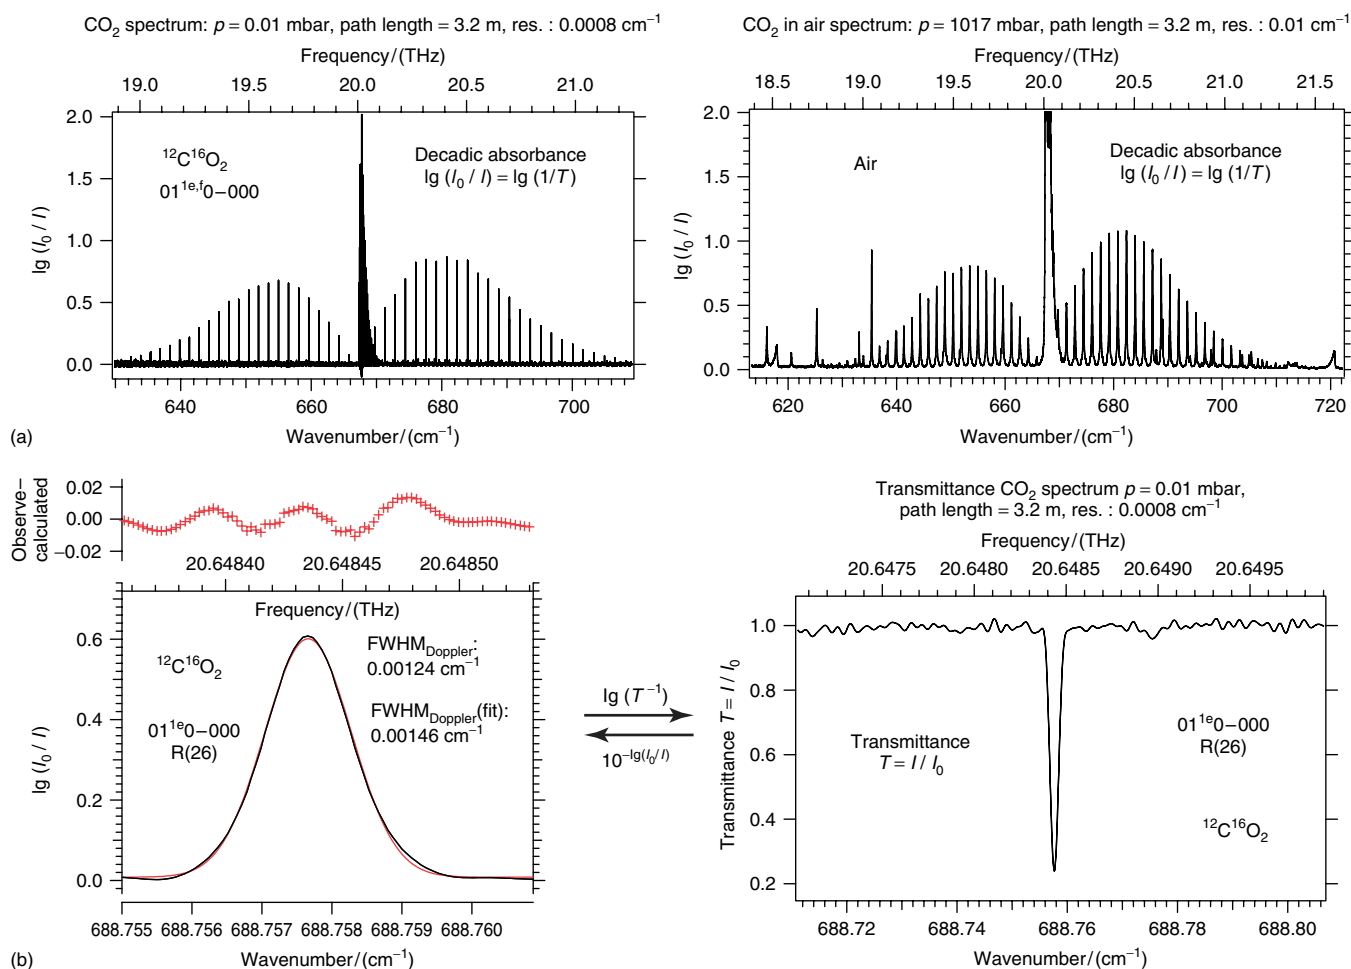 CO₂ spectrum: p = 0.01 mbar, path length = 3.2 m, res. : 0.0008 cm⁻¹
Frequency/(THz)
19.0 19.5 20.0 20.5 21.0
2.0
1.5
1.0
0.5
0.0
lg (I₀ / I)
¹²C¹⁶O₂
01¹ᵉ,ᶠ0–000
Decadic absorbance
lg (I₀ / I) = lg (1/T)
640 660 680 700
Wavenumber/(cm⁻¹)
CO₂ in air spectrum: p = 1017 mbar, path length = 3.2 m, res. : 0.01 cm⁻¹
Frequency/(THz)
18.5 19.0 19.5 20.0 20.5 21.0 21.5
2.0
1.5
1.0
0.5
0.0
lg (I₀ / I)
Air
Decadic absorbance
lg (I₀ / I) = lg (1/T)
620 640 660 680 700 720
Wavenumber/(cm⁻¹)
(a)
Observe–
calculated
0.02
0.00
−0.02
20.64840 20.64845 20.64850
Frequency/(THz)
0.6
0.4
0.2
0.0
lg (I₀ / I)
¹²C¹⁶O₂
01¹ᵉ0–000
R(26)
FWHM_Doppler:
0.00124 cm⁻¹
FWHM_Doppler(fit):
0.00146 cm⁻¹
688.755 688.756 688.757 688.758 688.759 688.760
Wavenumber/(cm⁻¹)
lg (T⁻¹)
10^−lg(I₀/I)
Transmittance CO₂ spectrum p = 0.01 mbar,
path length = 3.2 m, res. : 0.0008 cm⁻¹
Frequency/(THz)
20.6475 20.6480 20.6485 20.6490 20.6495
1.0
0.8
0.6
0.4
0.2
Transmittance T = I / I₀
Transmittance
T = I / I₀
01¹ᵉ0–000
R(26)
¹²C¹⁶O₂
688.72 688.74 688.76 688.78 688.80
Wavenumber/(cm⁻¹)
(b)